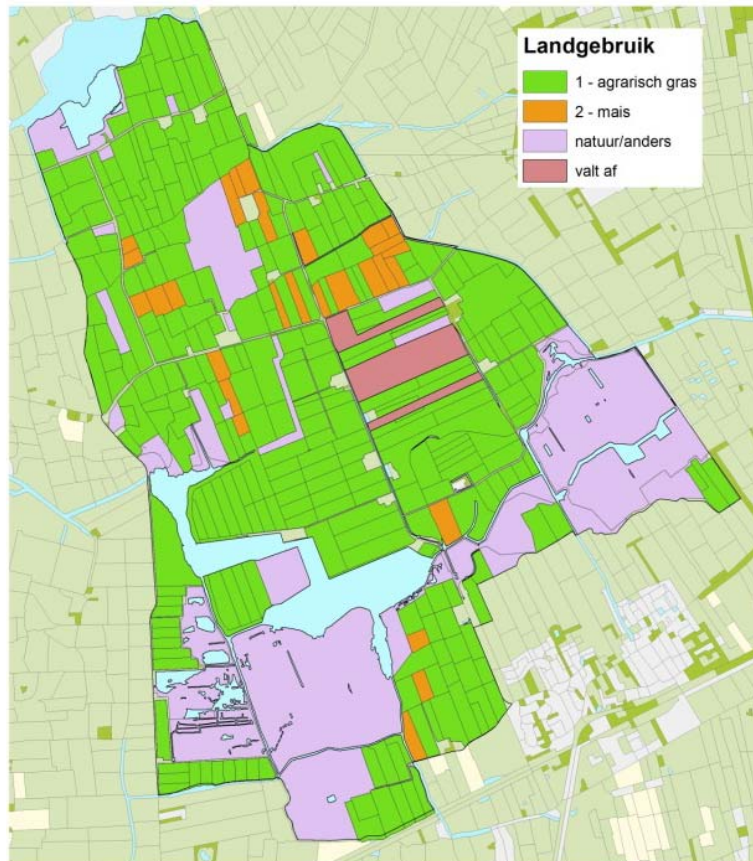 Landgebruik
1 - agrarisch gras
2 - mais
natuur/anders
valt af